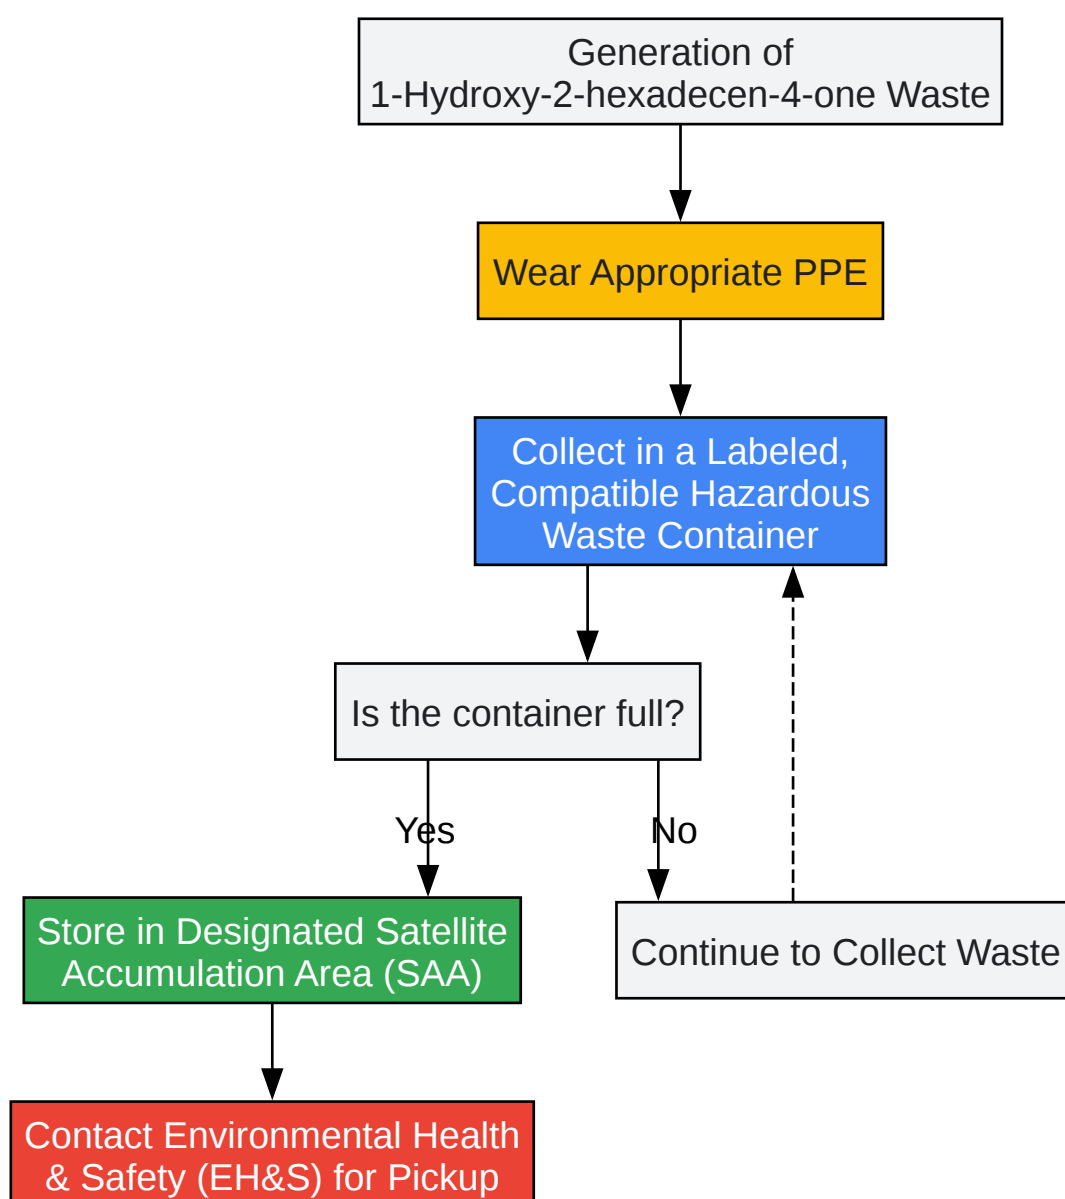 Generation of
1-Hydroxy-2-hexadecen-4-one Waste
Wear Appropriate PPE
Collect in a Labeled,
Compatible Hazardous
Waste Container
Is the container full?
Yes
No
Store in Designated Satellite
Accumulation Area (SAA)
Continue to Collect Waste
Contact Environmental Health
& Safety (EH&S) for Pickup